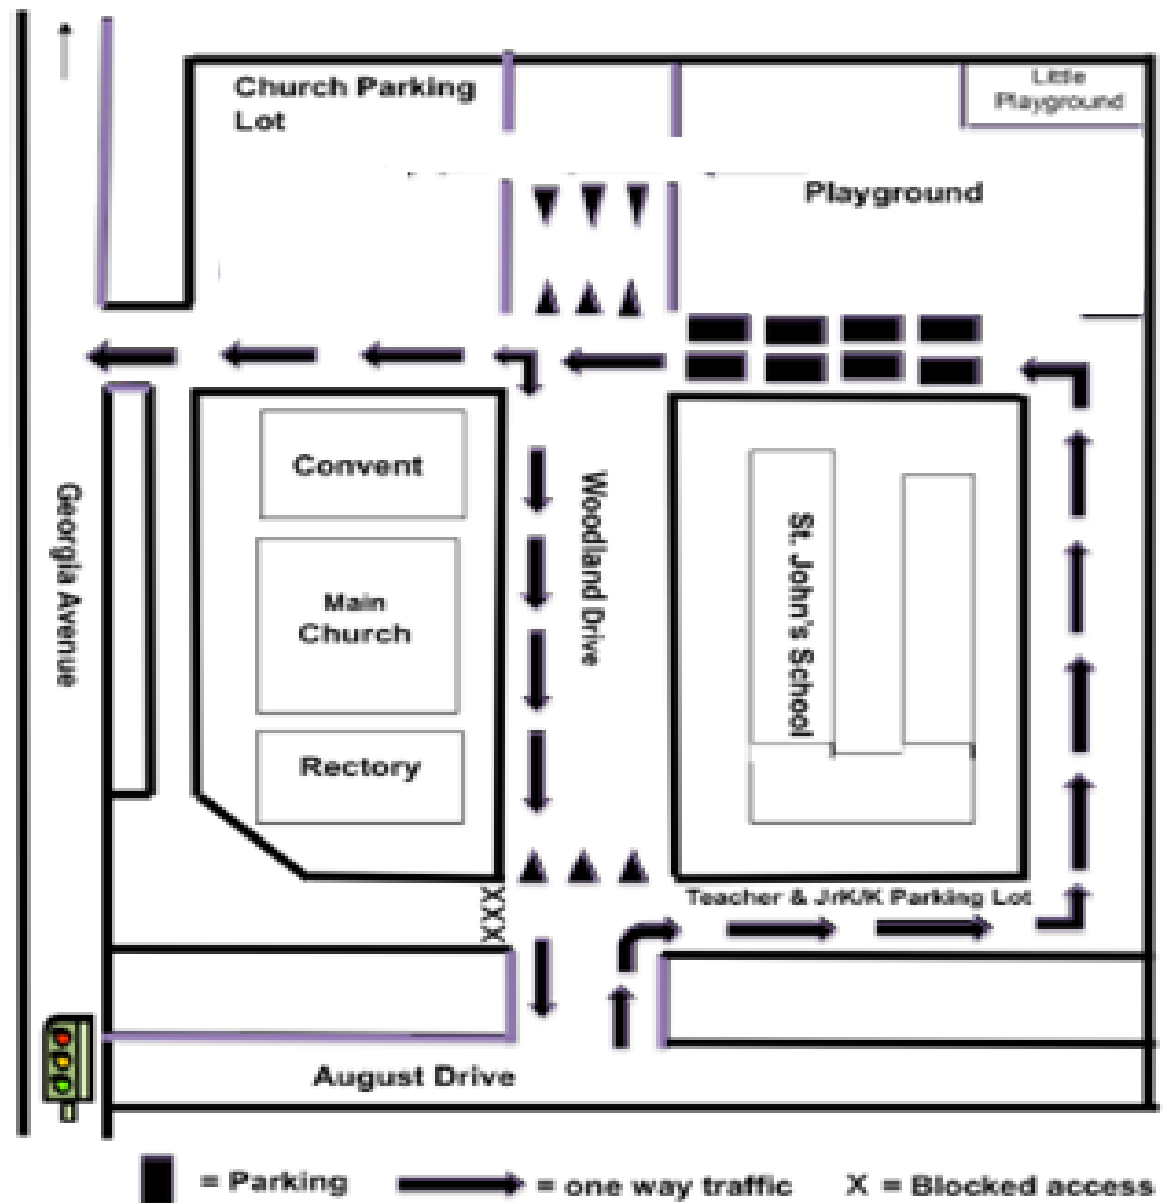 Church Parking
Lot
Little
Playground
Playground
Convent
Georgia Avenue
Woodland Drive
St. John's School
Main
Church
Rectory
Teacher & JrK/K Parking Lot
XXX
August Drive
= Parking
= one way traffic
X = Blocked access